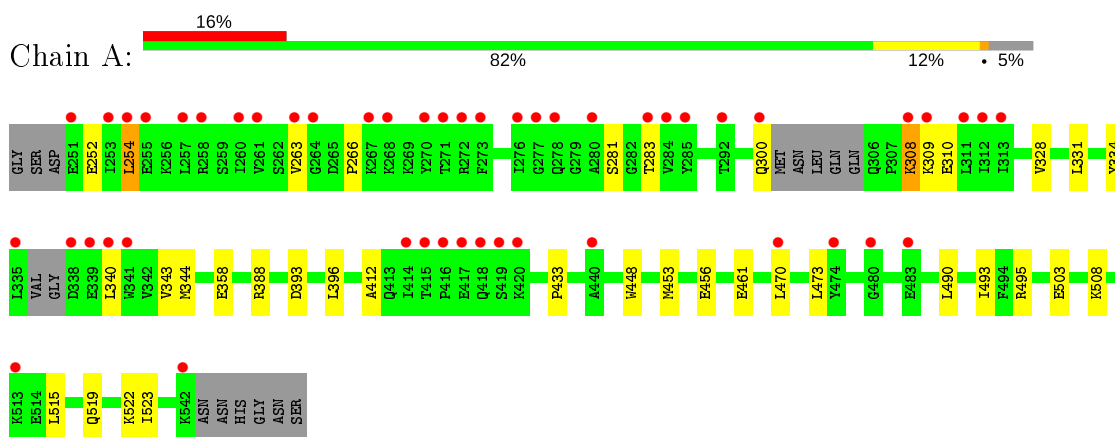 16%
Chain A:
82% 12% • 5%
GLY SER ASP E251 E252 I253 L254 E255 K256 L257 R258 S259 I260 V261 S262 V263 G264 D265 P266 K267 K268 K269 Y270 T271 R272 F273 I276 G277 Q278 G279 A280 S281 G282 T283 V284 Y285 T292 Q300 MET ASN LEU GLN GLN Q306 P307 K308 K309 E310 L311 I312 I313 V328 L331 Y334
L335 VAL GLY D338 E339 L340 W341 V342 V343 M344 E358 R388 D393 L396 A412 Q413 I414 T415 P416 E417 Q418 S419 K420 P433 A440 W448 M453 E456 E461 L470 L473 Y474 G480 E483 L490 I493 F494 R495 E503 K508
K513 E514 L515 Q519 K522 I523 K542 ASN ASN HIS GLY ASN SER